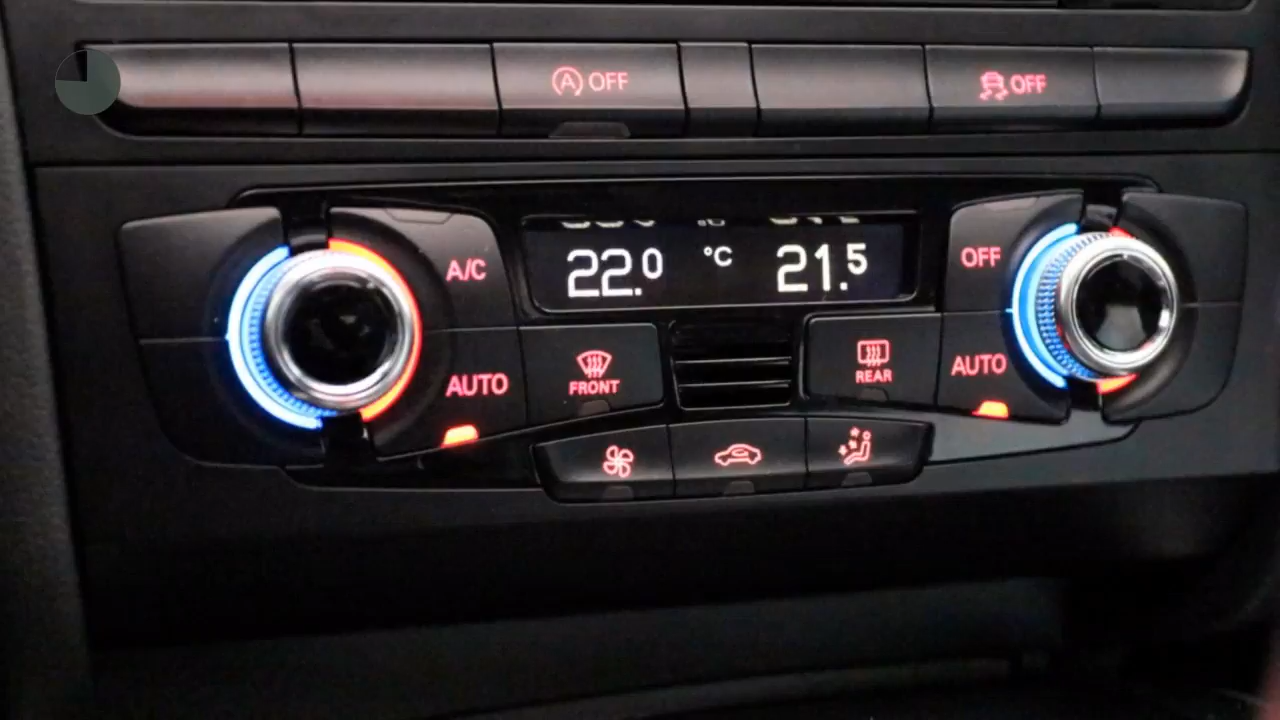 A OFF
OFF
A/C
22.0 °C 21.5
OFF
AUTO
FRONT
REAR
AUTO